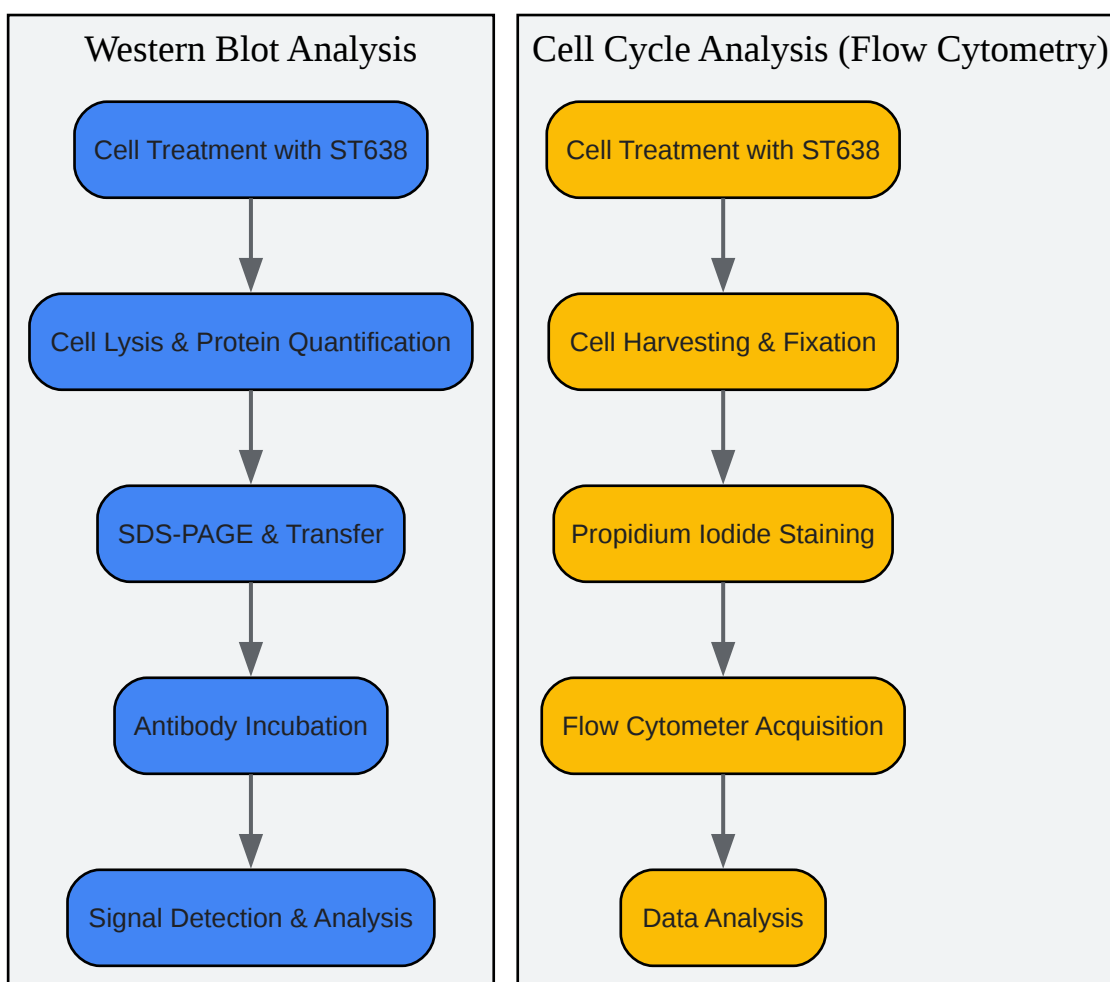 Western Blot Analysis
Cell Treatment with ST638
Cell Lysis & Protein Quantification
SDS-PAGE & Transfer
Antibody Incubation
Signal Detection & Analysis
Cell Cycle Analysis (Flow Cytometry)
Cell Treatment with ST638
Cell Harvesting & Fixation
Propidium Iodide Staining
Flow Cytometer Acquisition
Data Analysis